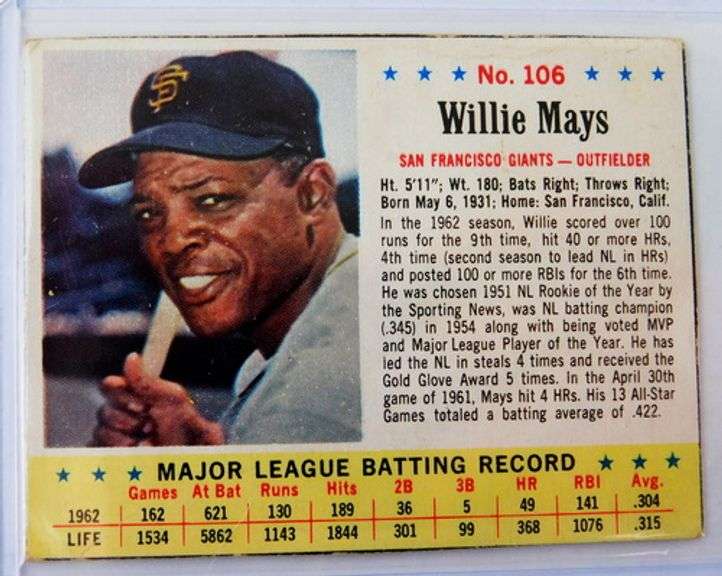 SF
★ ★ ★ No. 106 ★ ★ ★
Willie Mays
SAN FRANCISCO GIANTS — OUTFIELDER
Ht. 5'11"; Wt. 180; Bats Right; Throws Right;
Born May 6, 1931; Home: San Francisco, Calif.
In the 1962 season, Willie scored over 100
runs for the 9th time, hit 40 or more HRs,
4th time (second season to lead NL in HRs)
and posted 100 or more RBIs for the 6th time.
He was chosen 1951 NL Rookie of the Year by
the Sporting News, was NL batting champion
(.345) in 1954 along with being voted MVP
and Major League Player of the Year. He has
led the NL in steals 4 times and received the
Gold Glove Award 5 times. In the April 30th
game of 1961, Mays hit 4 HRs. His 13 All-Star
Games totaled a batting average of .422.
★ ★ ★ MAJOR LEAGUE BATTING RECORD ★ ★ ★
Games At Bat Runs Hits 2B 3B HR RBI Avg.
1962 162 621 130 189 36 5 49 141 .304
LIFE 1534 5862 1143 1844 301 99 368 1076 .315